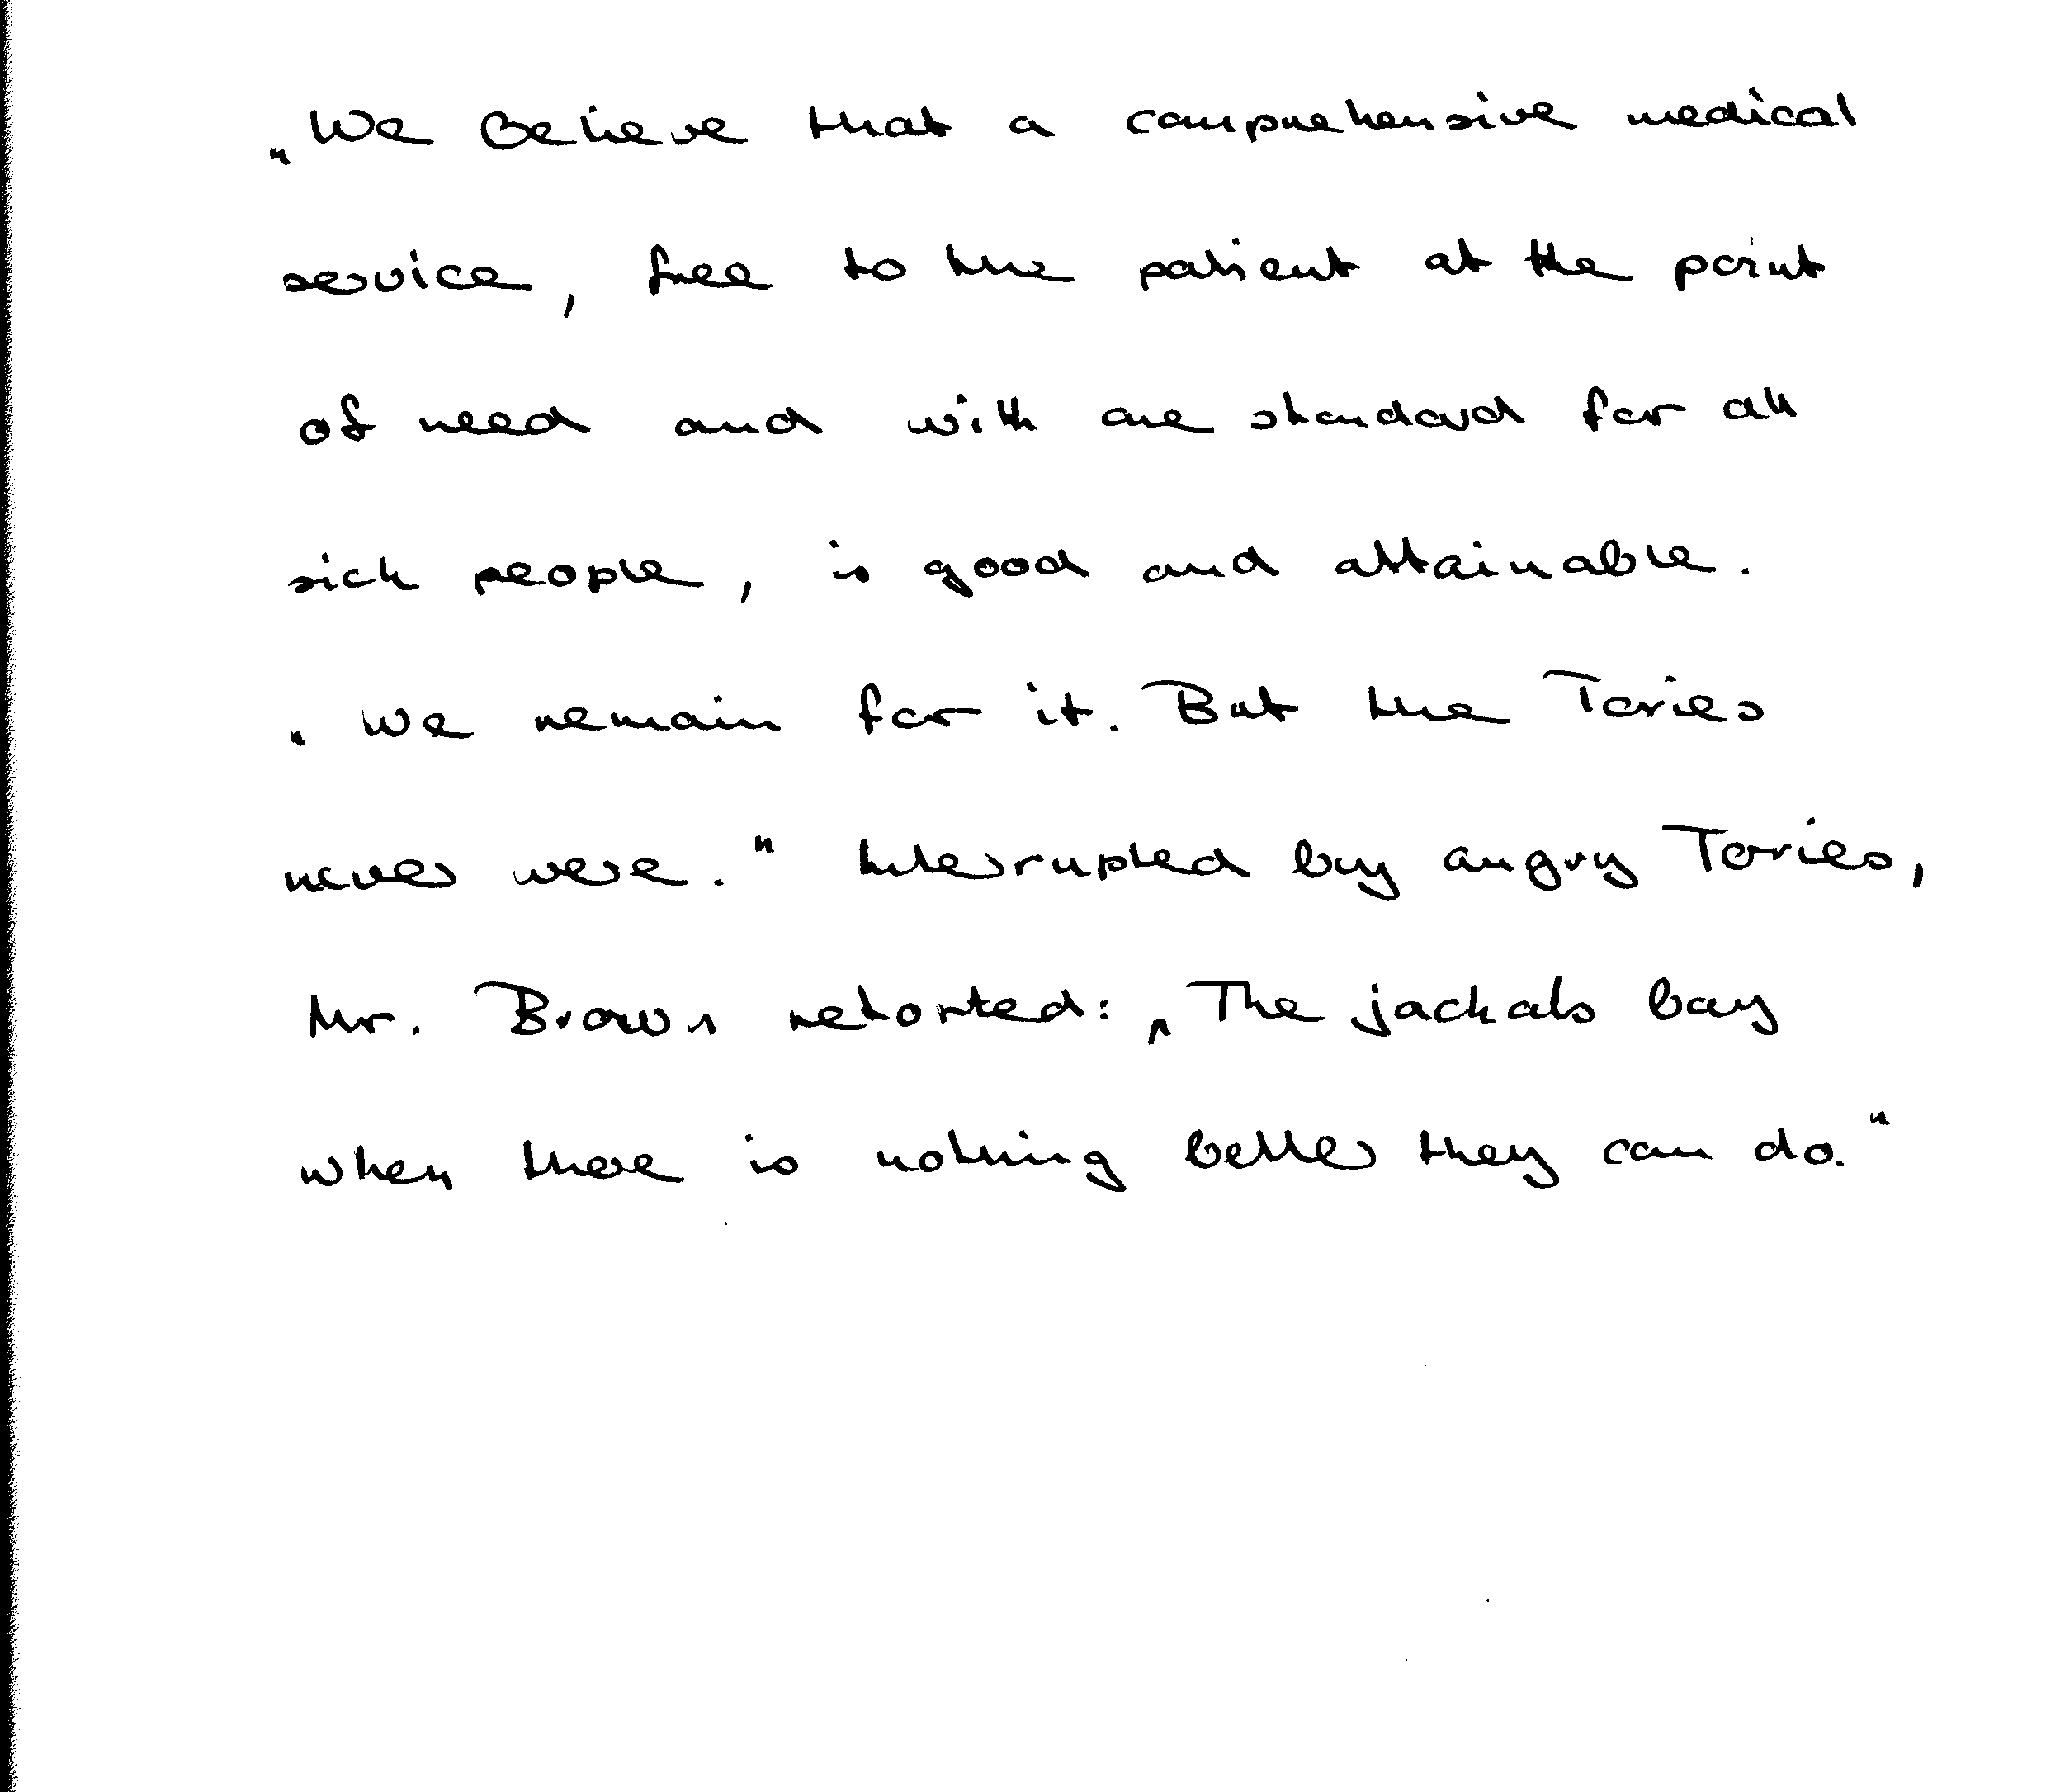 „We Believe that a comprehensive medical
service, free to the patient at the point
of need and with one standard for all
sick people, is good and attainable.
„We remain for it. But the Tories
never were." Interrupted by angry Tories,
Mr. Brown retorted: „The jackals bay
when there is nothing better they can do."